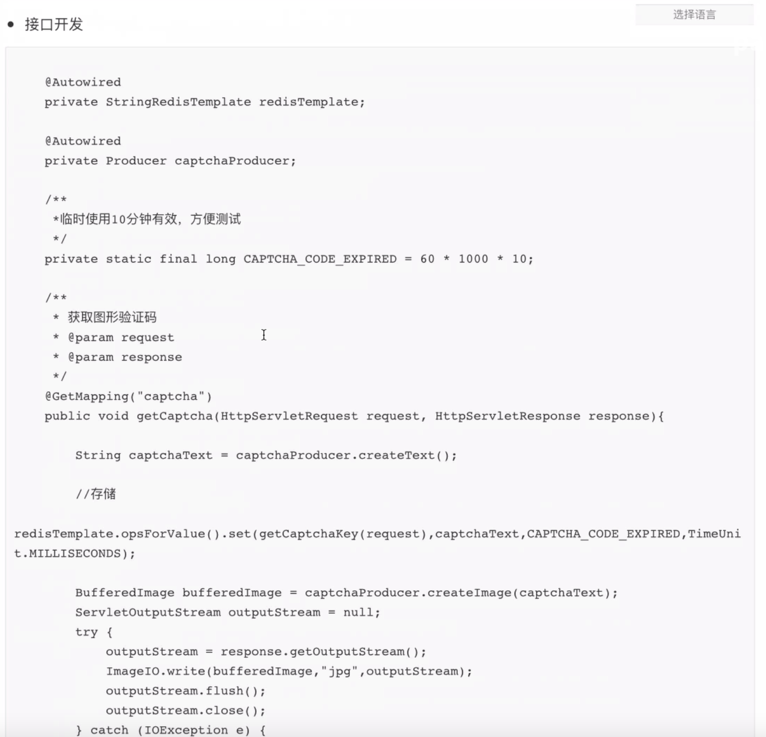 选择语言
接口开发
@Autowired
private StringRedisTemplate redisTemplate;
@Autowired
private Producer captchaProducer;
/**
*临时使用10分钟有效，方便测试
*/
private static final long CAPTCHA_CODE_EXPIRED = 60 * 1000 * 10;
/**
* 获取图形验证码
* @param request
* @param response
*/
@GetMapping("captcha")
public void getCaptcha(HttpServletRequest request, HttpServletResponse response){
String captchaText = captchaProducer.createText();
//存储
redisTemplate.opsForValue().set(getCaptchaKey(request),captchaText,CAPTCHA_CODE_EXPIRED,TimeUni
t.MILLISECONDS);
BufferedImage bufferedImage = captchaProducer.createImage(captchaText);
ServletOutputStream outputStream = null;
try {
outputStream = response.getOutputStream();
ImageIO.write(bufferedImage,"jpg",outputStream);
outputStream.flush();
outputStream.close();
} catch (IOException e) {